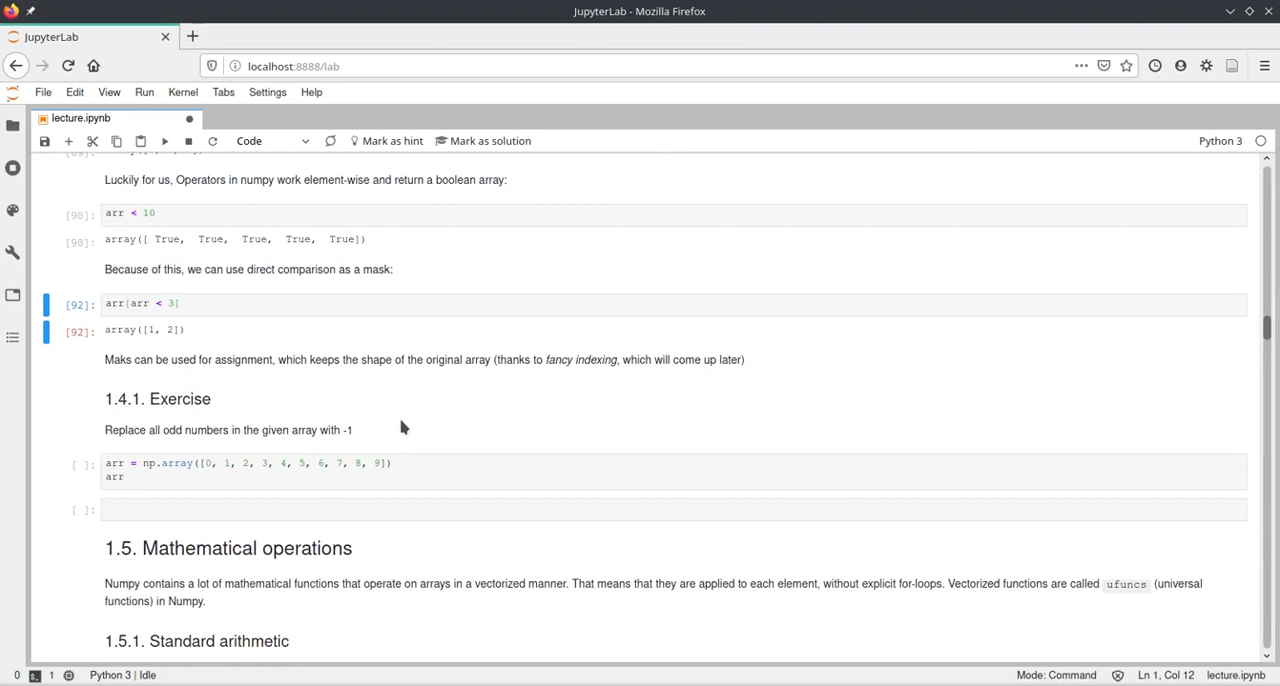 JupyterLab - Mozilla Firefox
JupyterLab
localhost:8888/lab
File Edit View Run Kernel Tabs Settings Help
lecture.ipynb
Code Mark as hint Mark as solution Python 3
Luckily for us, Operators in numpy work element-wise and return a boolean array:
[90]: arr < 10
[90]: array([ True, True, True, True, True])
Because of this, we can use direct comparison as a mask:
[92]: arr[arr < 3]
[92]: array([1, 2])
Maks can be used for assignment, which keeps the shape of the original array (thanks to fancy indexing, which will come up later)
1.4.1. Exercise
Replace all odd numbers in the given array with -1
[ ]: arr = np.array([0, 1, 2, 3, 4, 5, 6, 7, 8, 9])
arr
[ ]:
1.5. Mathematical operations
Numpy contains a lot of mathematical functions that operate on arrays in a vectorized manner. That means that they are applied to each element, without explicit for-loops. Vectorized functions are called ufuncs (universal
functions) in Numpy.
1.5.1. Standard arithmetic
0 1 Python 3 | Idle Mode: Command Ln 1, Col 12 lecture.ipynb